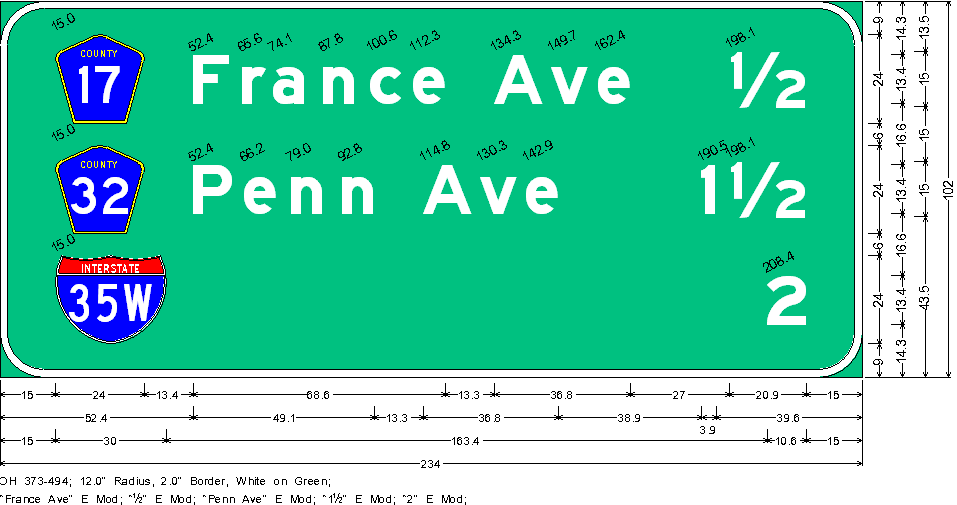 15.0
52.4 65.6 74.1 87.8 100.6 112.3 134.3 149.7 162.4 198.1
COUNTY
17 France Ave ½
15.0
52.4 66.2 79.0 92.8 114.8 130.3 142.9 190.5 198.1
COUNTY
32 Penn Ave 1½
15.0
208.4
INTERSTATE
35W 2
9 24 6 24 6 24 9
14.3 13.4 16.6 13.4 16.6 13.4 14.3
13.5 15 15 15 43.5
102
15 24 13.4 68.6 13.3 36.8 27 20.9 15
52.4 49.1 13.3 36.8 38.9 3.9 39.6
15 30 163.4 10.6 15
234
OH 373-494; 12.0" Radius, 2.0" Border, White on Green;
"France Ave" E Mod; "½" E Mod; "Penn Ave" E Mod; "1½" E Mod; "2" E Mod;